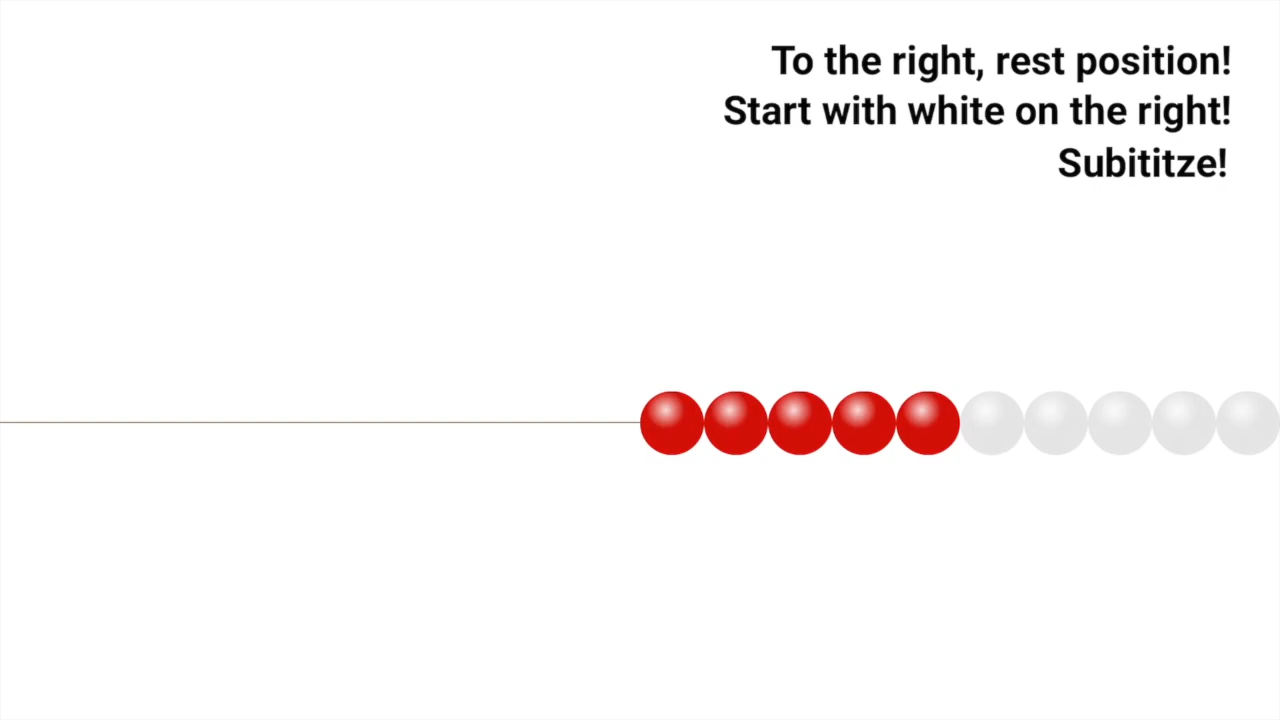 To the right, rest position!
Start with white on the right!
Subititze!